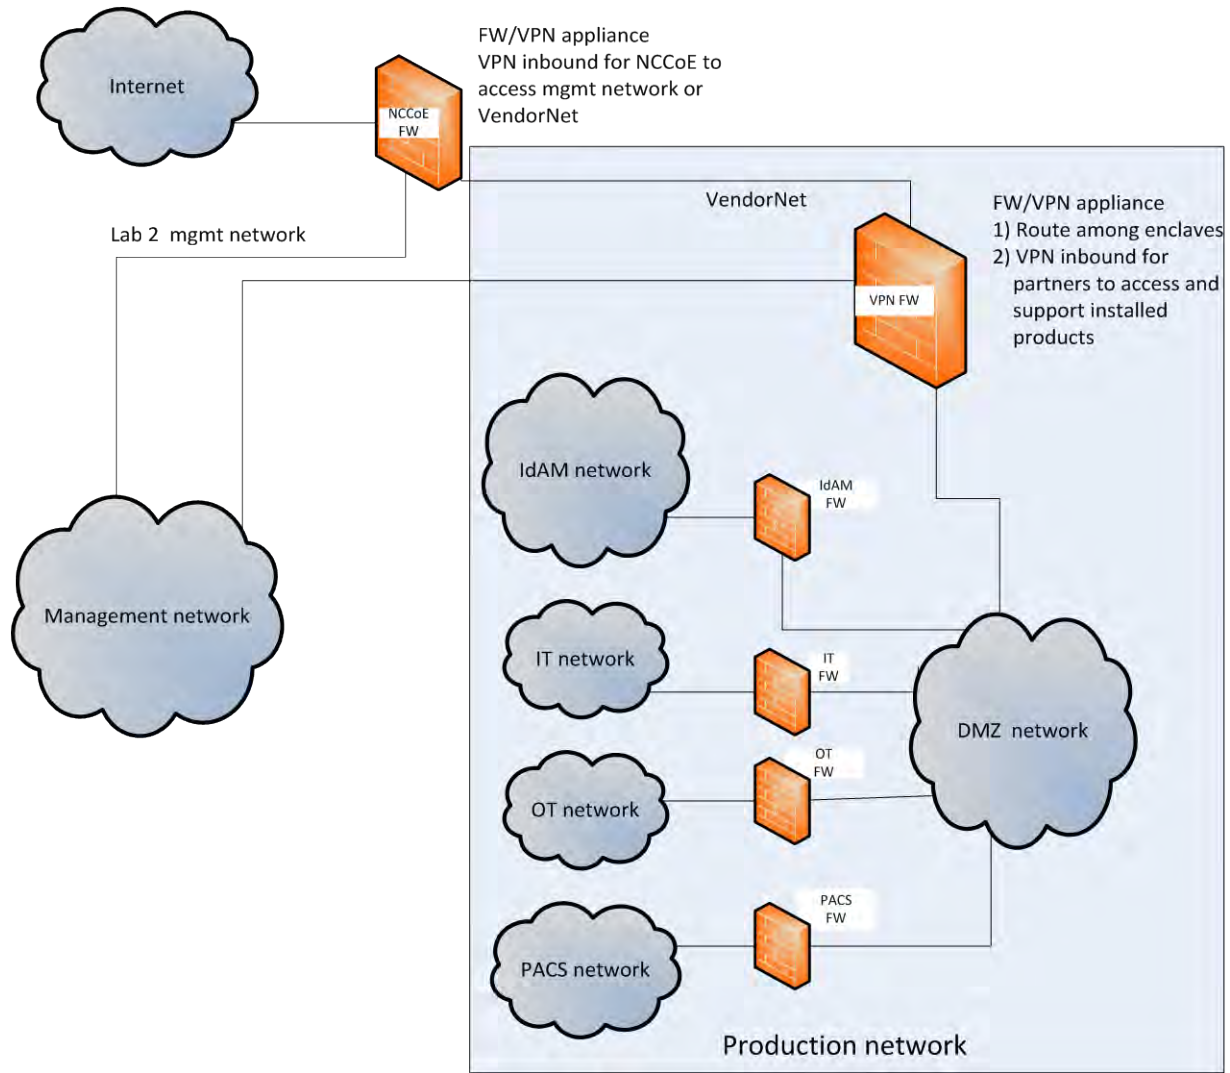 Internet
FW/VPN appliance
VPN inbound for NCCoE to
access mgmt network or
VendorNet
NCCoE
FW
VendorNet
FW/VPN appliance
1) Route among enclaves
2) VPN inbound for
partners to access and
support installed
products
Lab 2 mgmt network
VPN FW
IdAM network
IdAM
FW
Management network
IT network
IT
FW
DMZ network
OT
FW
OT network
PACS
FW
PACS network
Production network